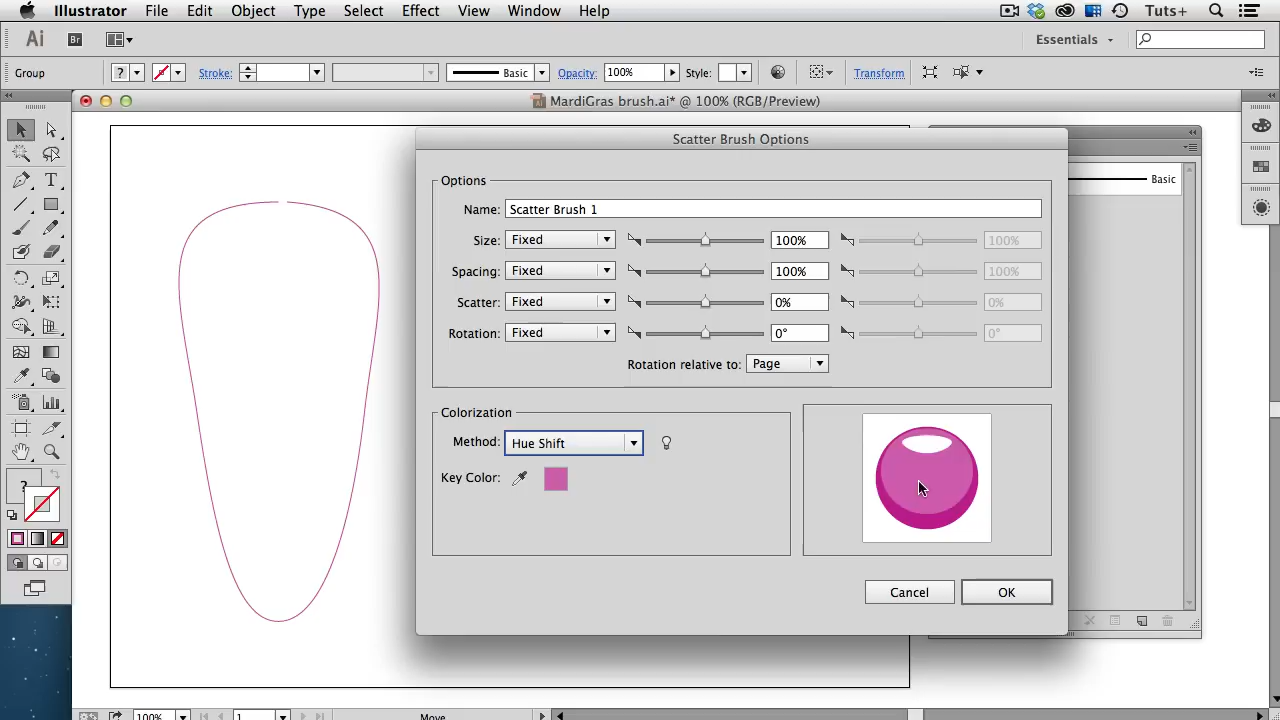 Illustrator File Edit Object Type Select Effect View Window Help Tuts+
Ai Br Essentials
Group ? Stroke: Basic Opacity: 100% Style: Transform
MardiGras brush.ai* @ 100% (RGB/Preview)
Scatter Brush Options
Options
Name: Scatter Brush 1
Size: Fixed 100% 100%
Spacing: Fixed 100% 100%
Scatter: Fixed 0% 0%
Rotation: Fixed 0° 0°
Rotation relative to: Page
Colorization
Method: Hue Shift
Key Color:
Cancel OK
Basic
T
?
100% 1 Move